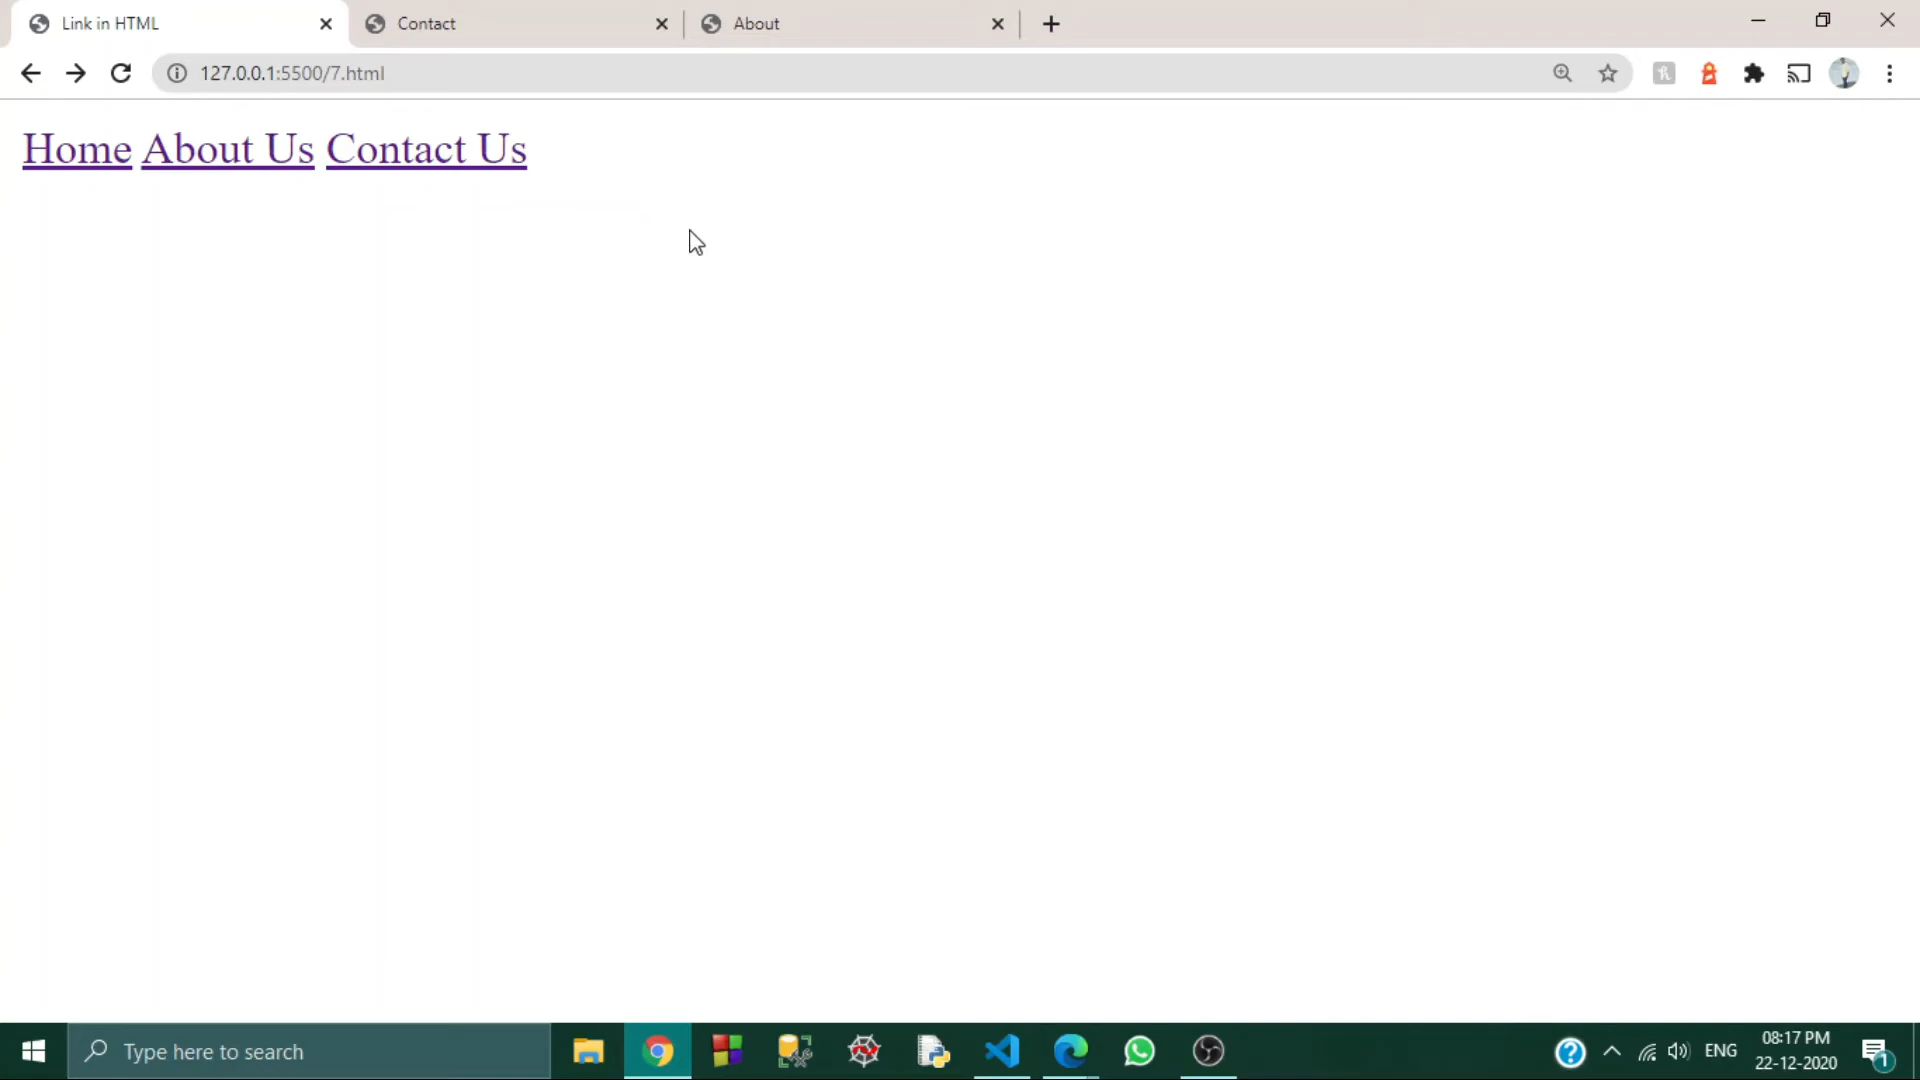 Link in HTML
Contact
About
127.0.0.1:5500/7.html
Home About Us Contact Us
Type here to search
ENG
08:17 PM
22-12-2020
1